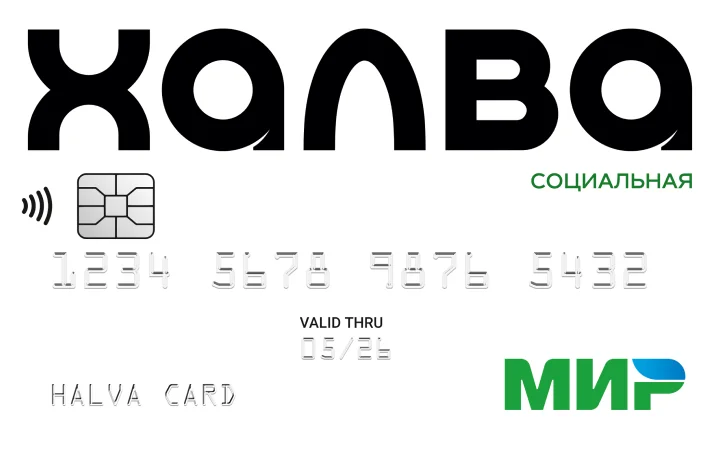 ХАЛВА
СОЦИАЛЬНАЯ
1234 5678 9876 5432
VALID THRU
03/26
HALVA CARD
МИР